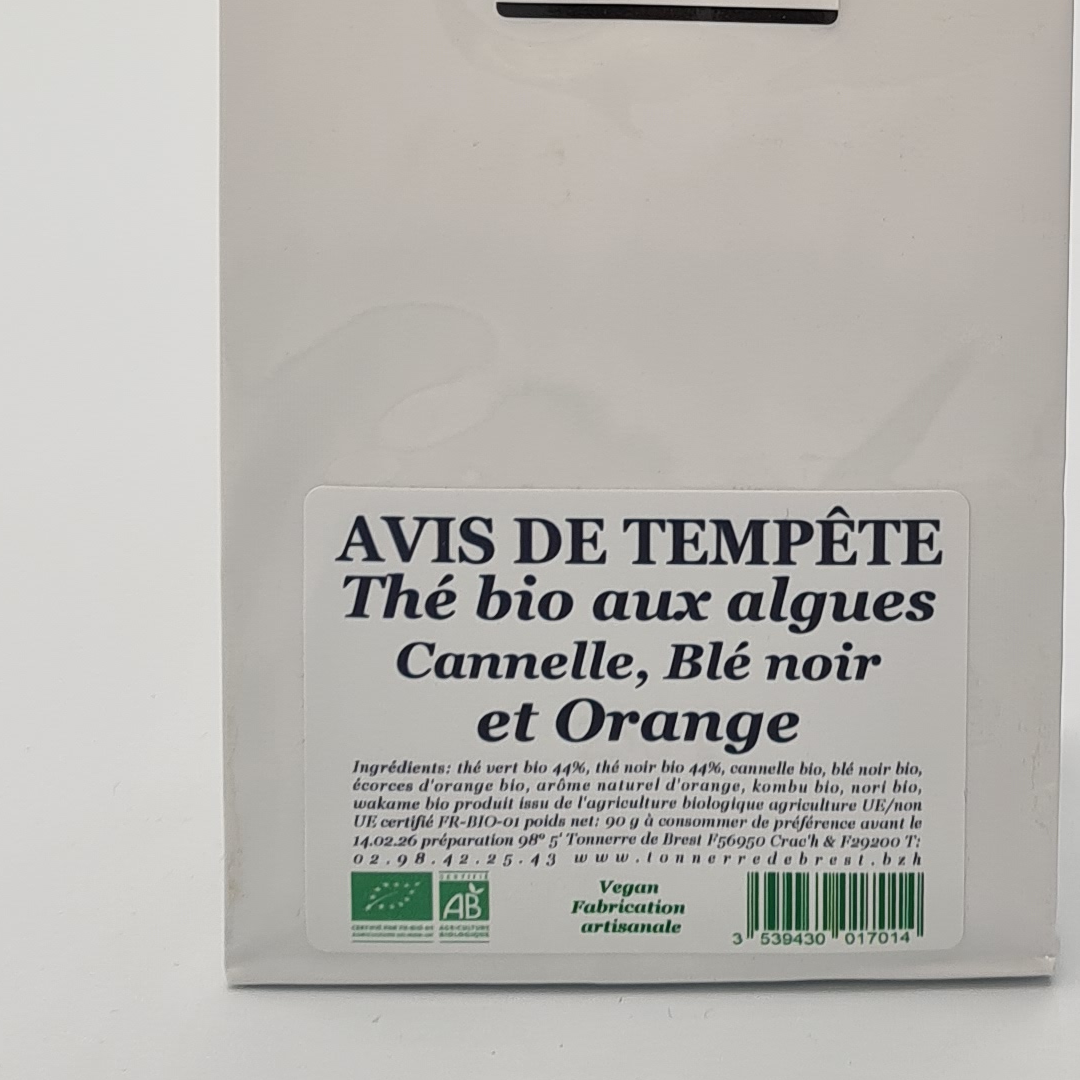 AVIS DE TEMPÊTE
Thé bio aux algues
Cannelle, Blé noir
et Orange
Ingrédients: thé vert bio 44%, thé noir bio 44%, cannelle bio, blé noir bio,
écorces d'orange bio, arôme naturel d'orange, kombu bio, nori bio,
wakame bio produit issu de l'agriculture biologique agriculture UE/non
UE certifié FR-BIO-01 poids net: 90 g à consommer de préférence avant le
14.02.26 préparation 98° 5' Tonnerre de Brest F56950 Crac'h & F29200 T:
02.98.42.25.43 www.tonnerredebrest.bzh
CERTIFIÉ
AB
AGRICULTURE
BIOLOGIQUE
Vegan
Fabrication
artisanale
3 539430 017014